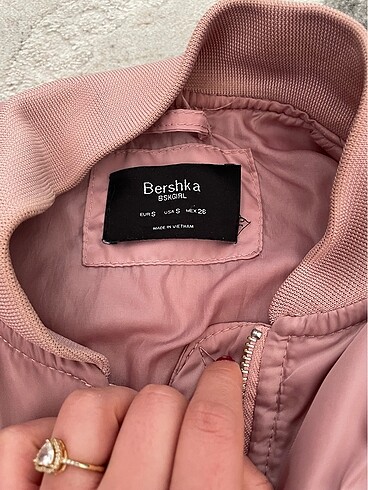 Bershka
BSKGIRL
EUR S USA S MEX 26
MADE IN VIETNAM